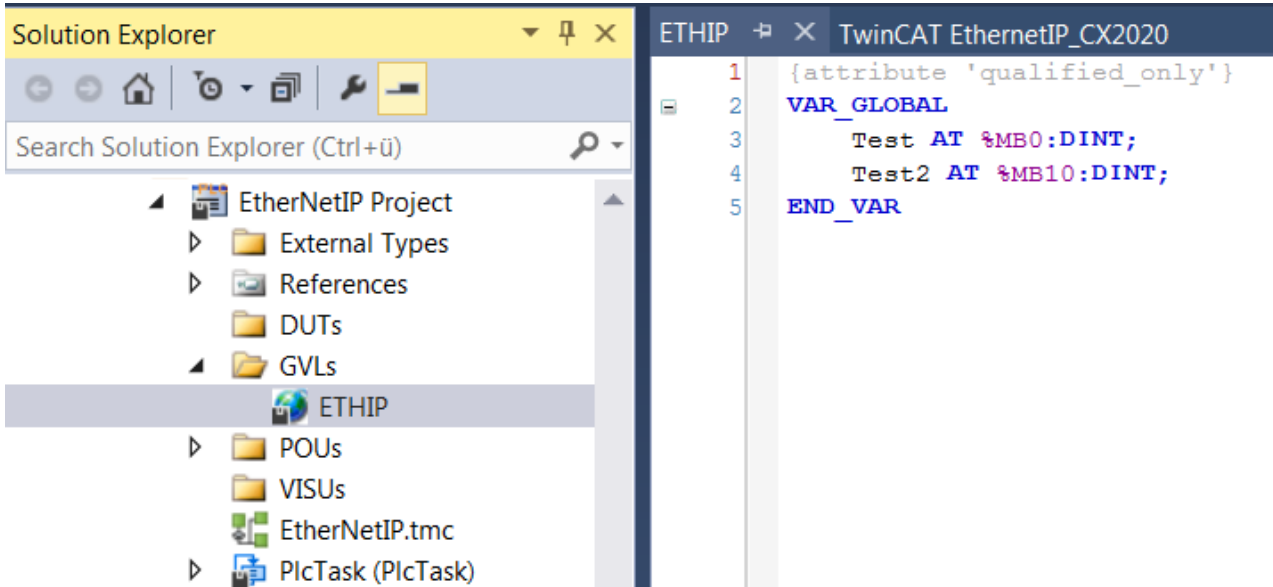 Solution Explorer
Search Solution Explorer (Ctrl+ü)
EtherNetIP Project
External Types
References
DUTs
GVLs
ETHIP
POUs
VISUs
EtherNetIP.tmc
PlcTask (PlcTask)
ETHIP TwinCAT EthernetIP_CX2020
1 {attribute 'qualified_only'}
2 VAR_GLOBAL
3 Test AT %MB0:DINT;
4 Test2 AT %MB10:DINT;
5 END_VAR